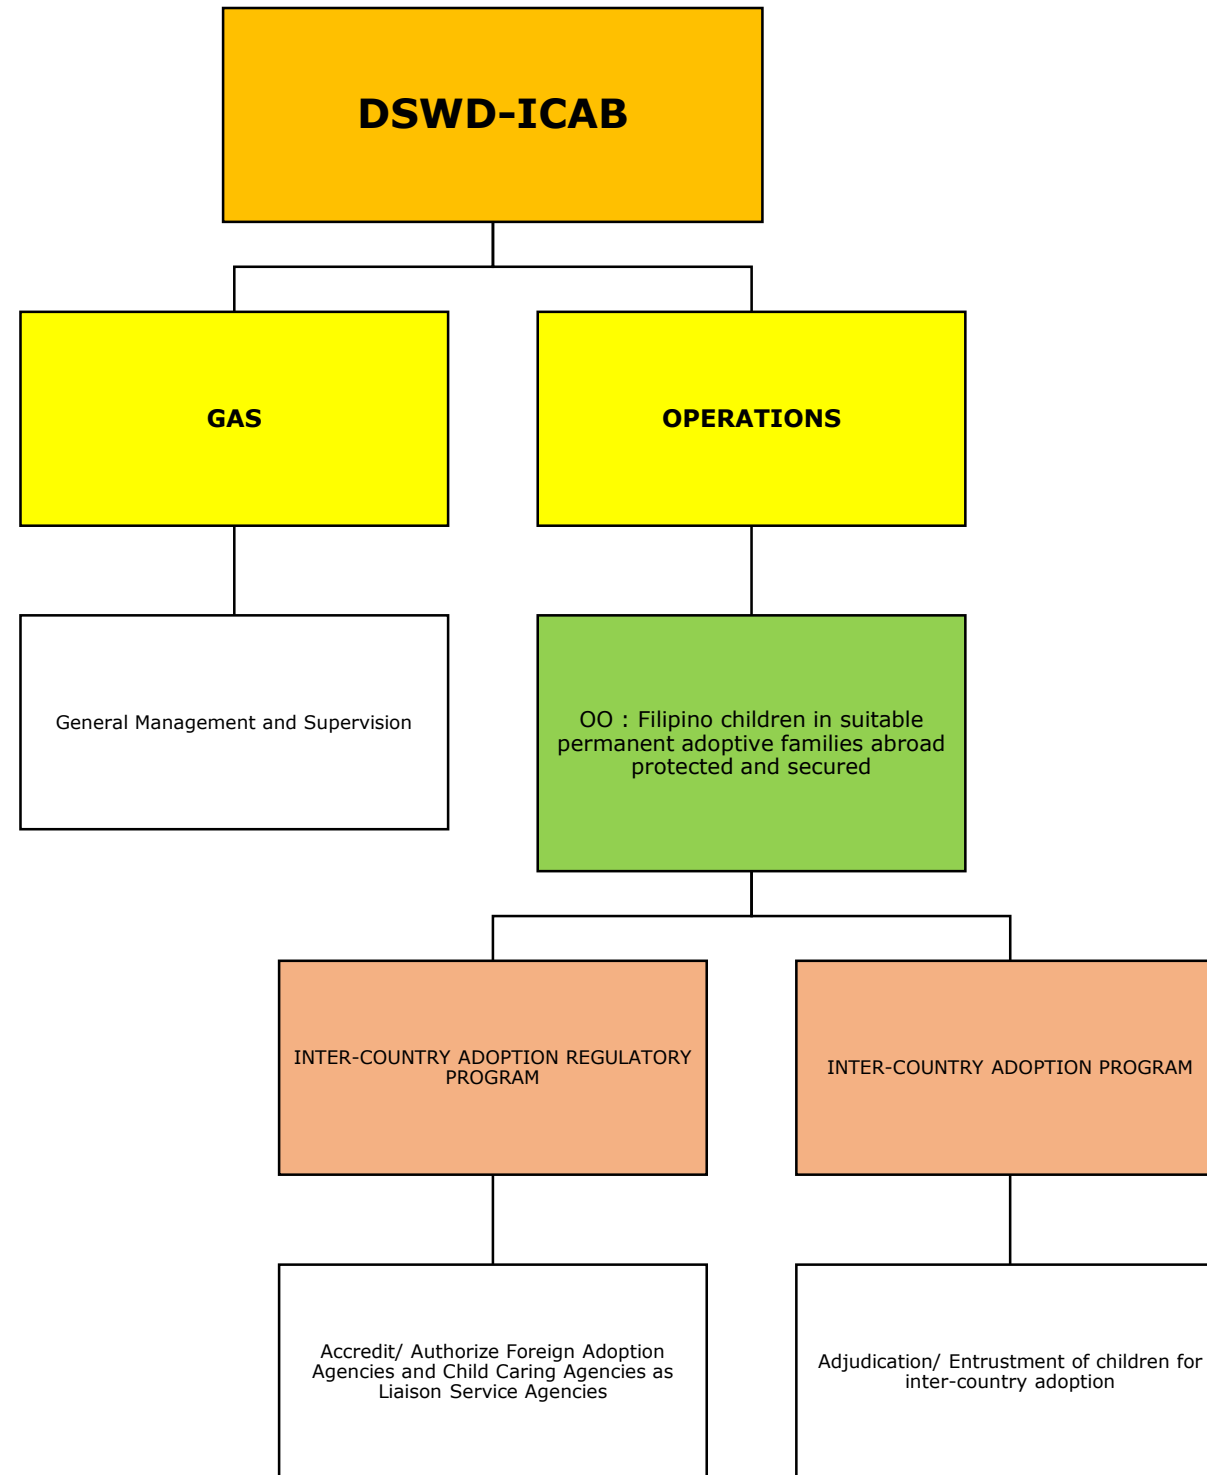 DSWD-ICAB
GAS
OPERATIONS
General Management and Supervision
OO : Filipino children in suitable
permanent adoptive families abroad
protected and secured
INTER-COUNTRY ADOPTION REGULATORY
PROGRAM
INTER-COUNTRY ADOPTION PROGRAM
Accredit/ Authorize Foreign Adoption
Agencies and Child Caring Agencies as
Liaison Service Agencies
Adjudication/ Entrustment of children for
inter-country adoption